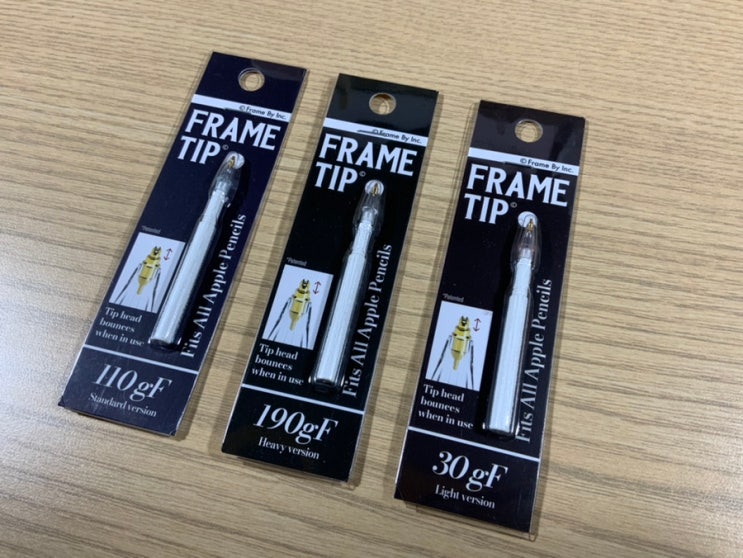 © Frame By Inc.
FRAME
TIP©
*Patented
Tip head
bounces
when in use
Fits All Apple Pencils
110gF
Standard version
© Frame By Inc.
FRAME
TIP©
*Patented
Tip head
bounces
when in use
Fits All Apple Pencils
190gF
Heavy version
© Frame By Inc.
FRAME
TIP©
*Patented
Tip head
bounces
when in use
Fits All Apple Pencils
30gF
Light version